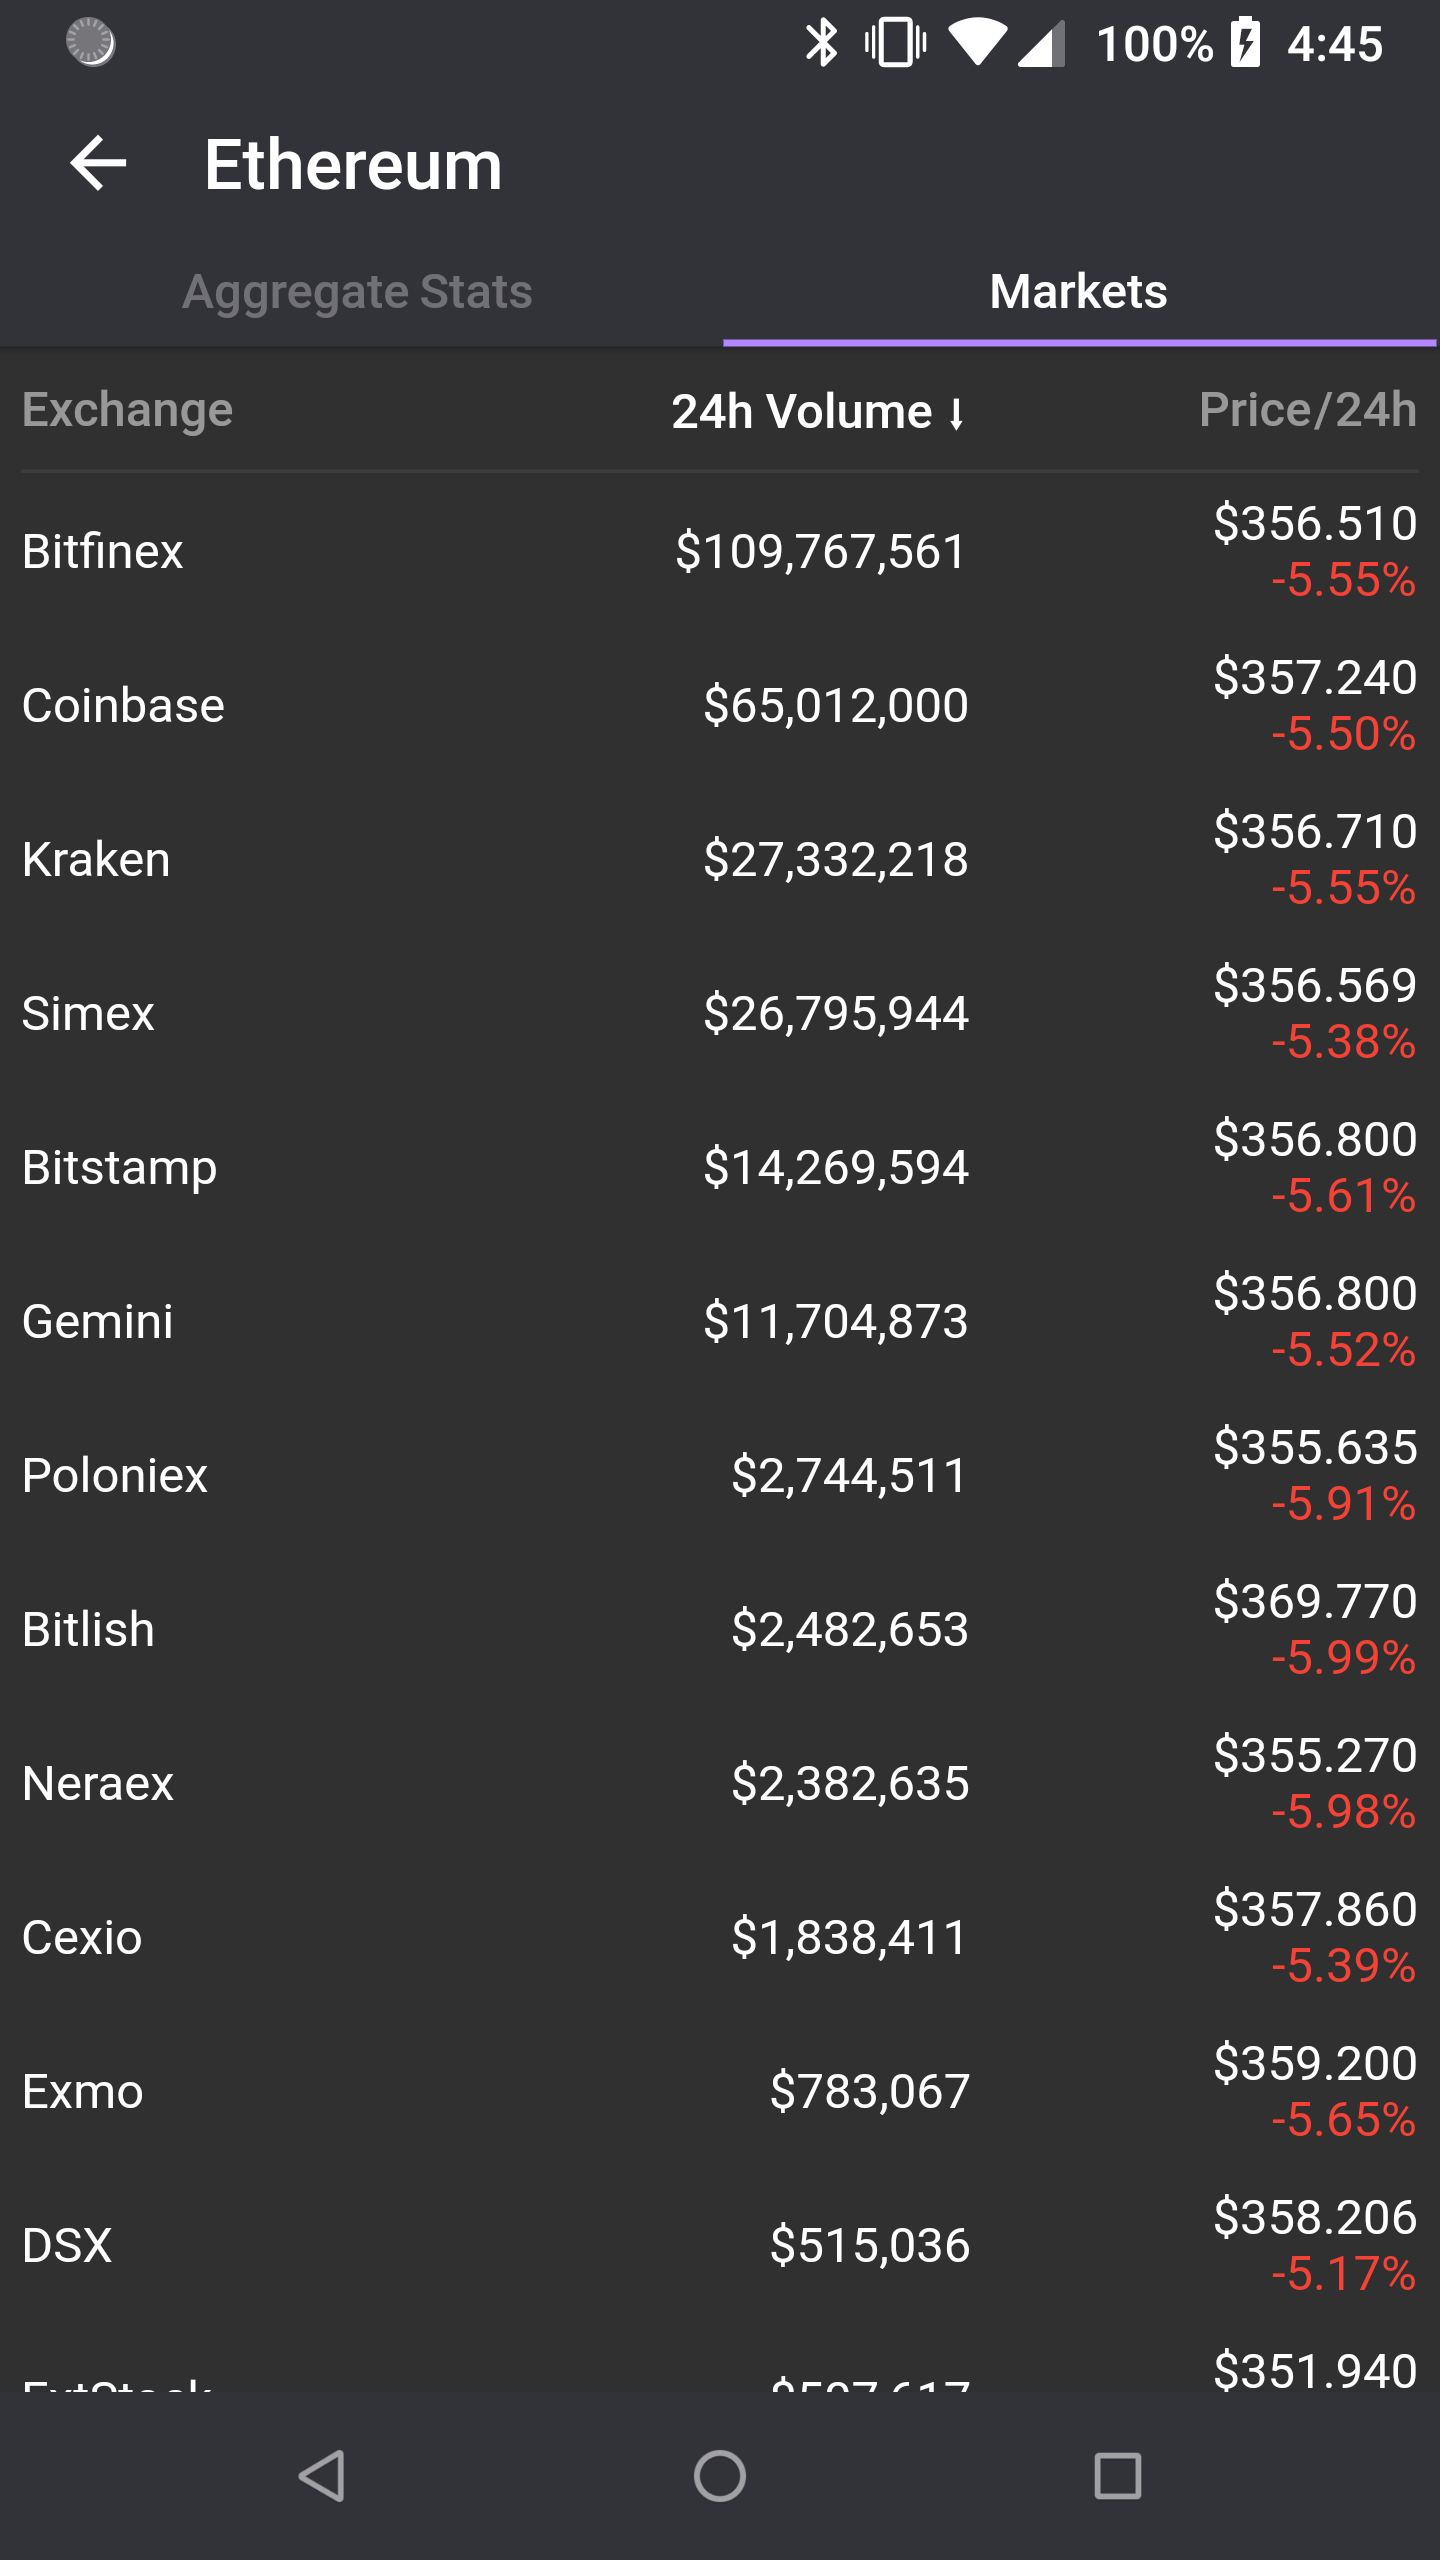 100% 4:45
Ethereum
Aggregate Stats Markets
Exchange 24h Volume ↓ Price/24h
Bitfinex $109,767,561 $356.510
-5.55%
Coinbase $65,012,000 $357.240
-5.50%
Kraken $27,332,218 $356.710
-5.55%
Simex $26,795,944 $356.569
-5.38%
Bitstamp $14,269,594 $356.800
-5.61%
Gemini $11,704,873 $356.800
-5.52%
Poloniex $2,744,511 $355.635
-5.91%
Bitlish $2,482,653 $369.770
-5.99%
Neraex $2,382,635 $355.270
-5.98%
Cexio $1,838,411 $357.860
-5.39%
Exmo $783,067 $359.200
-5.65%
DSX $515,036 $358.206
-5.17%
$351.940